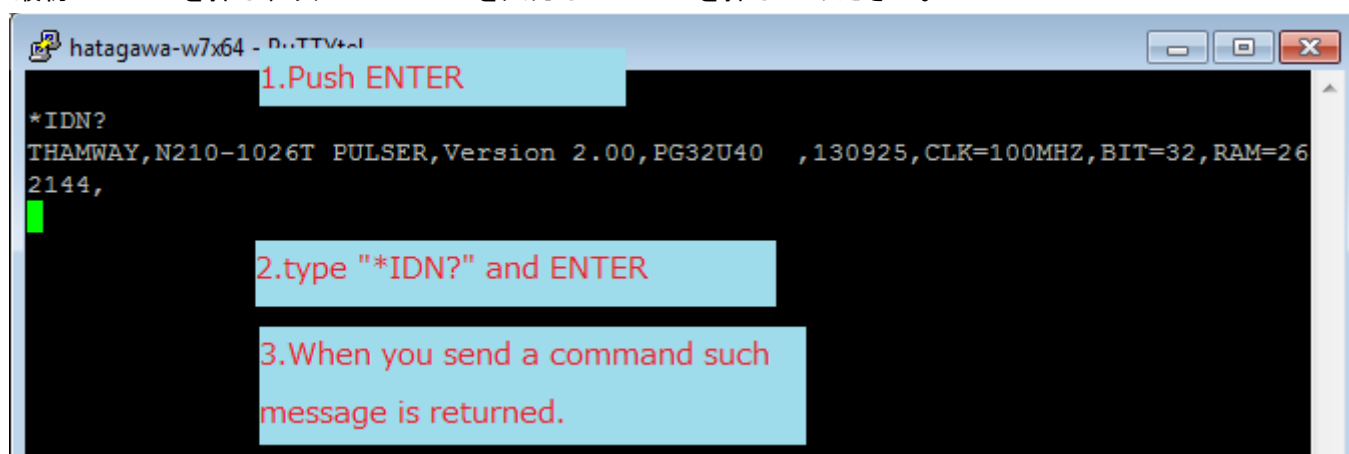 hatagawa-w7x64 - PuTTYtel
1.Push ENTER
*IDN?
THAMWAY,N210-1026T PULSER,Version 2.00,PG32U40  ,130925,CLK=100MHZ,BIT=32,RAM=26
2144,
2.type "*IDN?" and ENTER
3.When you send a command such
message is returned.